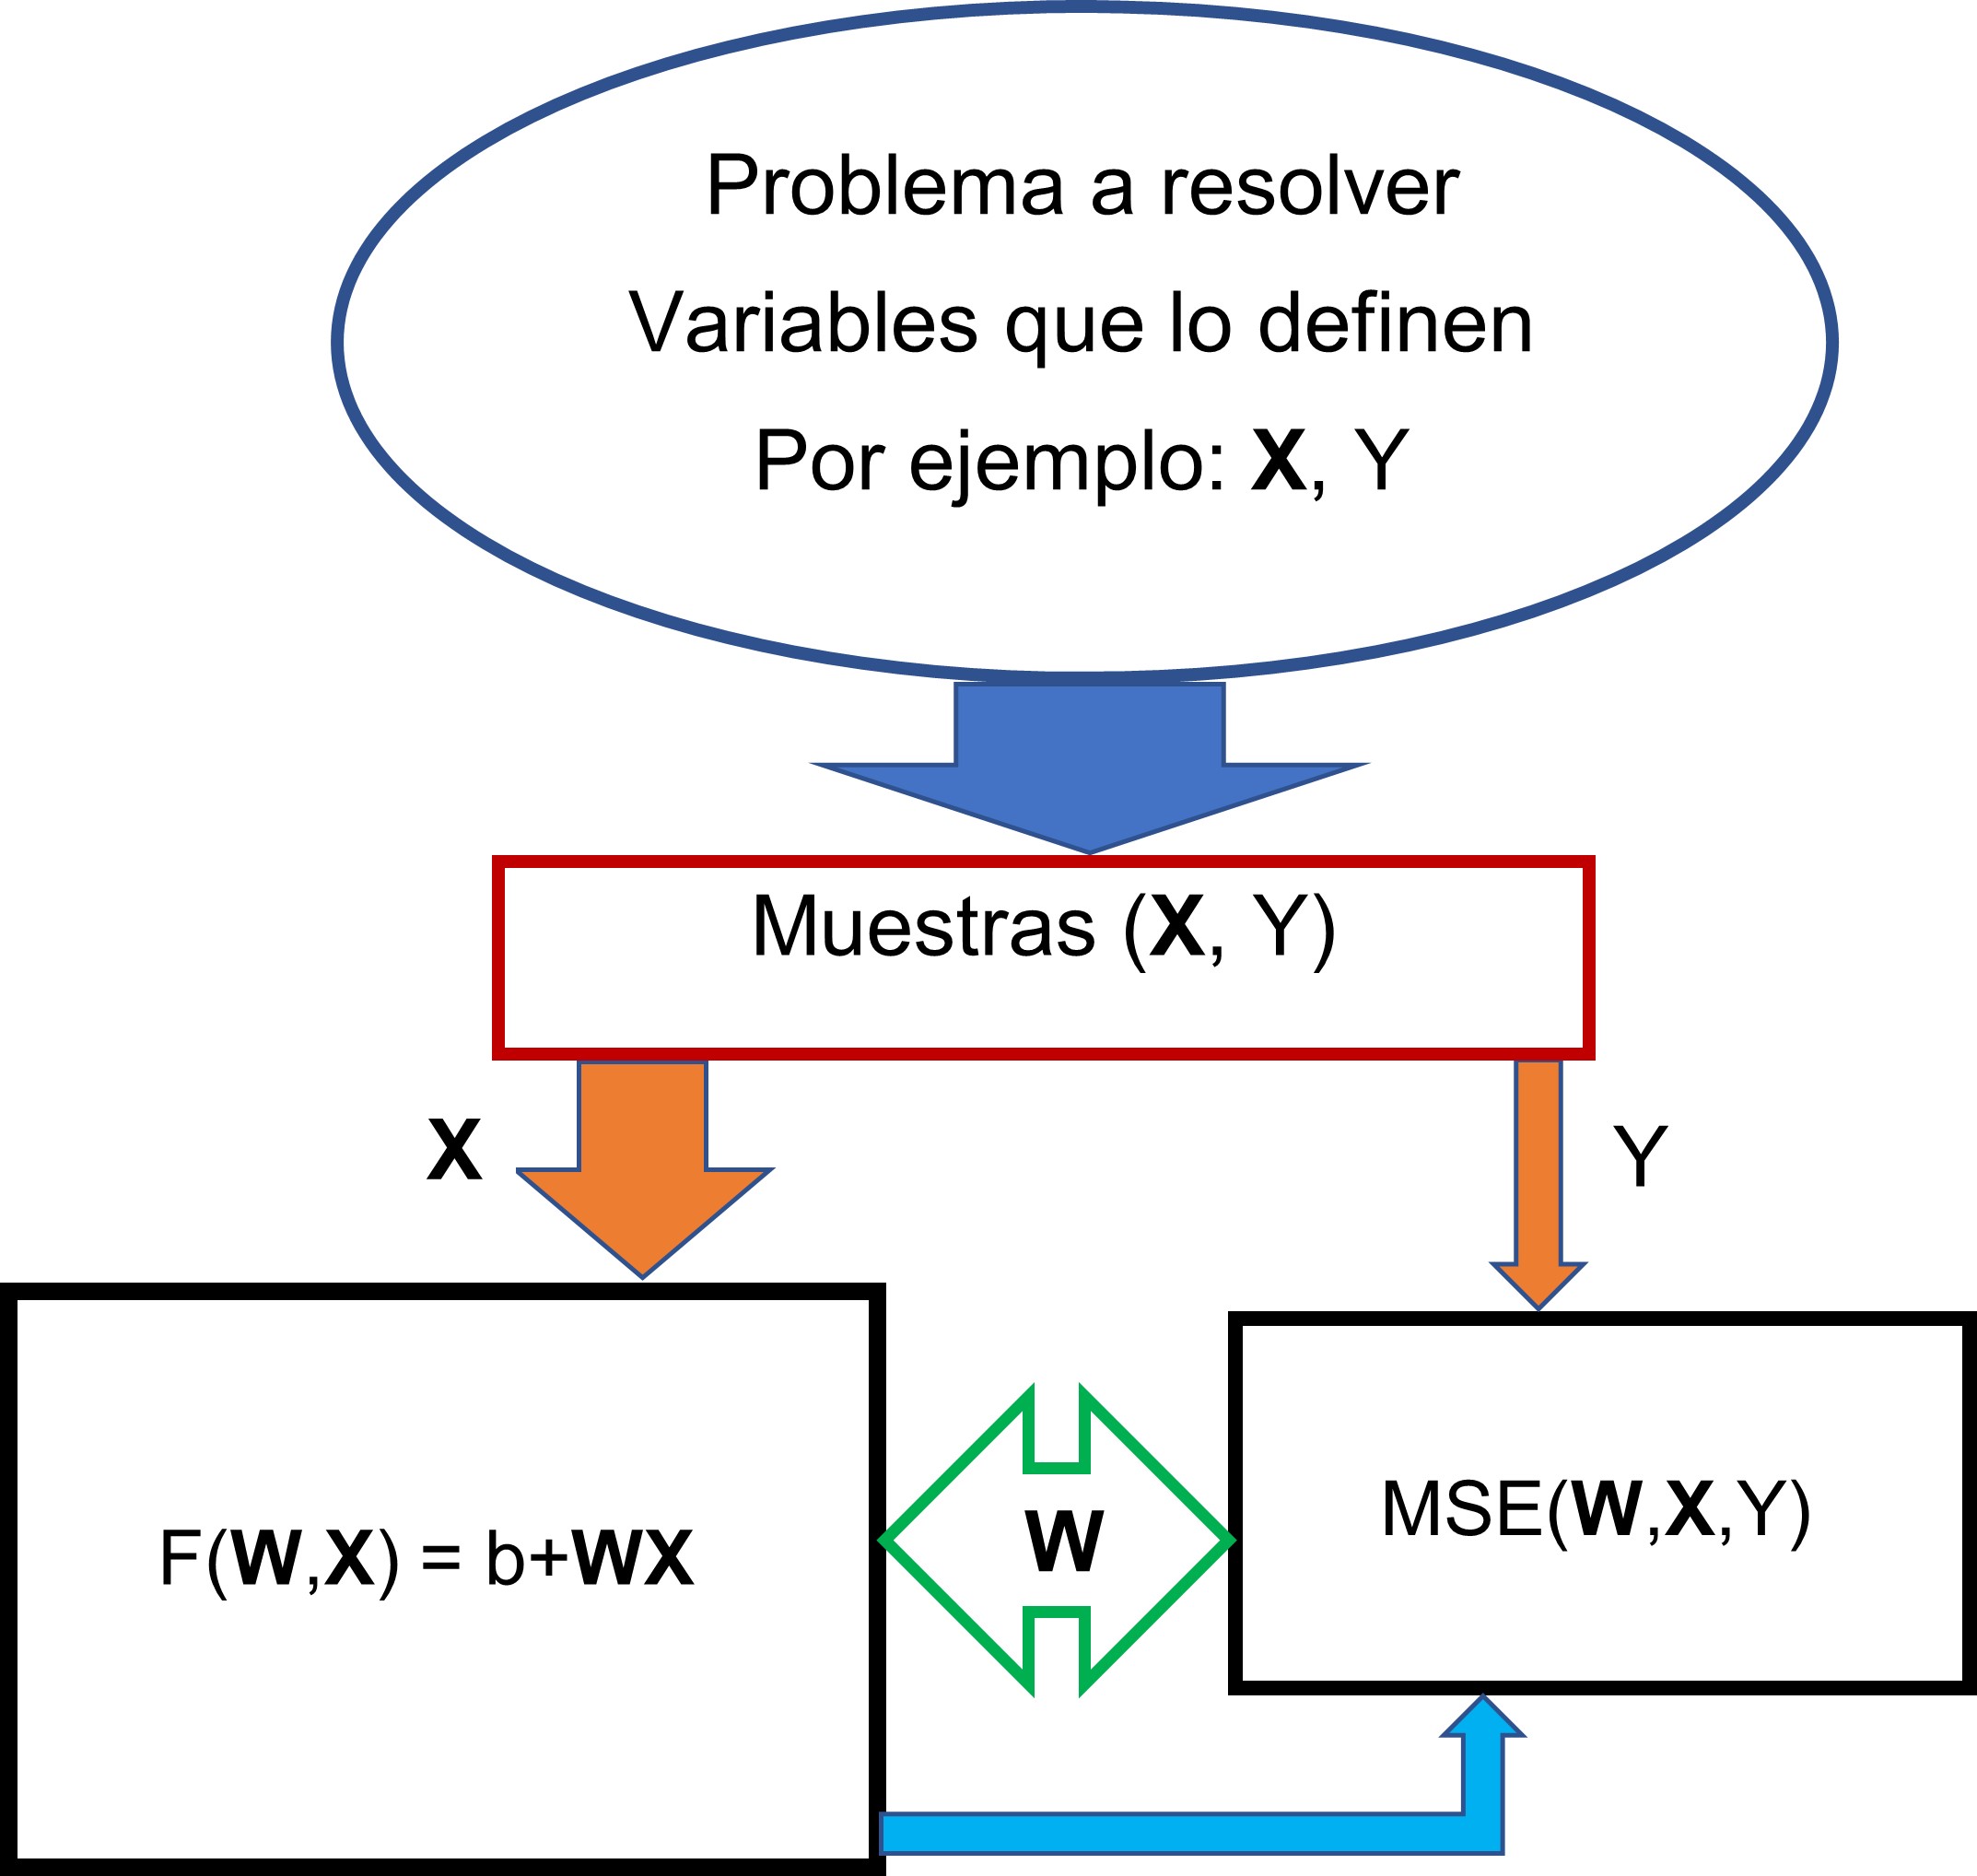 Problema a resolver
Variables que lo definen
Por ejemplo: X, Y
Muestras (X, Y)
X
Y
F(W,X) = b+WX
W
MSE(W,X,Y)